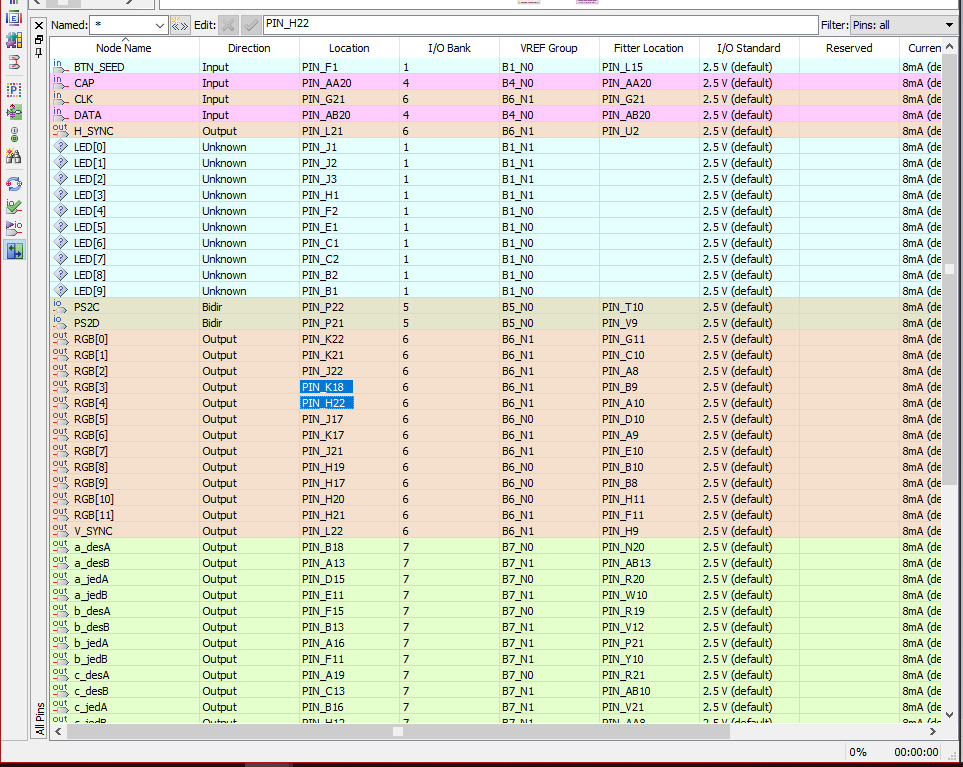 Named: * «» Edit: PIN_H22 Filter: Pins: all
Node Name Direction Location I/O Bank VREF Group Fitter Location I/O Standard Reserved Curren
in BTN_SEED Input PIN_F1 1 B1_N0 PIN_L15 2.5 V (default) 8mA (de
in CAP Input PIN_AA20 4 B4_N0 PIN_AA20 2.5 V (default) 8mA (de
in CLK Input PIN_G21 6 B6_N1 PIN_G21 2.5 V (default) 8mA (de
in DATA Input PIN_AB20 4 B4_N0 PIN_AB20 2.5 V (default) 8mA (de
out H_SYNC Output PIN_L21 6 B6_N1 PIN_U2 2.5 V (default) 8mA (de
? LED[0] Unknown PIN_J1 1 B1_N1 2.5 V (default) 8mA (de
? LED[1] Unknown PIN_J2 1 B1_N1 2.5 V (default) 8mA (de
? LED[2] Unknown PIN_J3 1 B1_N1 2.5 V (default) 8mA (de
? LED[3] Unknown PIN_H1 1 B1_N1 2.5 V (default) 8mA (de
? LED[4] Unknown PIN_F2 1 B1_N0 2.5 V (default) 8mA (de
? LED[5] Unknown PIN_E1 1 B1_N0 2.5 V (default) 8mA (de
? LED[6] Unknown PIN_C1 1 B1_N0 2.5 V (default) 8mA (de
? LED[7] Unknown PIN_C2 1 B1_N0 2.5 V (default) 8mA (de
? LED[8] Unknown PIN_B2 1 B1_N0 2.5 V (default) 8mA (de
? LED[9] Unknown PIN_B1 1 B1_N0 2.5 V (default) 8mA (de
io PS2C Bidir PIN_P22 5 B5_N0 PIN_T10 2.5 V (default) 8mA (de
io PS2D Bidir PIN_P21 5 B5_N0 PIN_V9 2.5 V (default) 8mA (de
out RGB[0] Output PIN_K22 6 B6_N1 PIN_G11 2.5 V (default) 8mA (de
out RGB[1] Output PIN_K21 6 B6_N1 PIN_C10 2.5 V (default) 8mA (de
out RGB[2] Output PIN_J22 6 B6_N1 PIN_A8 2.5 V (default) 8mA (de
out RGB[3] Output PIN_K18 6 B6_N1 PIN_B9 2.5 V (default) 8mA (de
out RGB[4] Output PIN_H22 6 B6_N1 PIN_A10 2.5 V (default) 8mA (de
out RGB[5] Output PIN_J17 6 B6_N0 PIN_D10 2.5 V (default) 8mA (de
out RGB[6] Output PIN_K17 6 B6_N1 PIN_A9 2.5 V (default) 8mA (de
out RGB[7] Output PIN_J21 6 B6_N1 PIN_E10 2.5 V (default) 8mA (de
out RGB[8] Output PIN_H19 6 B6_N0 PIN_B10 2.5 V (default) 8mA (de
out RGB[9] Output PIN_H17 6 B6_N0 PIN_B8 2.5 V (default) 8mA (de
out RGB[10] Output PIN_H20 6 B6_N0 PIN_H11 2.5 V (default) 8mA (de
out RGB[11] Output PIN_H21 6 B6_N1 PIN_F11 2.5 V (default) 8mA (de
out V_SYNC Output PIN_L22 6 B6_N1 PIN_H9 2.5 V (default) 8mA (de
out a_desA Output PIN_B18 7 B7_N0 PIN_N20 2.5 V (default) 8mA (de
out a_desB Output PIN_A13 7 B7_N1 PIN_AB13 2.5 V (default) 8mA (de
out a_jedA Output PIN_D15 7 B7_N0 PIN_R20 2.5 V (default) 8mA (de
out a_jedB Output PIN_E11 7 B7_N1 PIN_W10 2.5 V (default) 8mA (de
out b_desA Output PIN_F15 7 B7_N0 PIN_R19 2.5 V (default) 8mA (de
out b_desB Output PIN_B13 7 B7_N1 PIN_V12 2.5 V (default) 8mA (de
out b_jedA Output PIN_A16 7 B7_N0 PIN_P21 2.5 V (default) 8mA (de
out b_jedB Output PIN_F11 7 B7_N1 PIN_Y10 2.5 V (default) 8mA (de
out c_desA Output PIN_A19 7 B7_N0 PIN_R21 2.5 V (default) 8mA (de
out c_desB Output PIN_C13 7 B7_N1 PIN_AB10 2.5 V (default) 8mA (de
out c_jedA Output PIN_B16 7 B7_N1 PIN_V21 2.5 V (default) 8mA (de
out c_jedB Output PIN_H12 7 B7_N1 PIN_AA8 2.5 V (default) 8mA (de
All Pins
0% 00:00:00